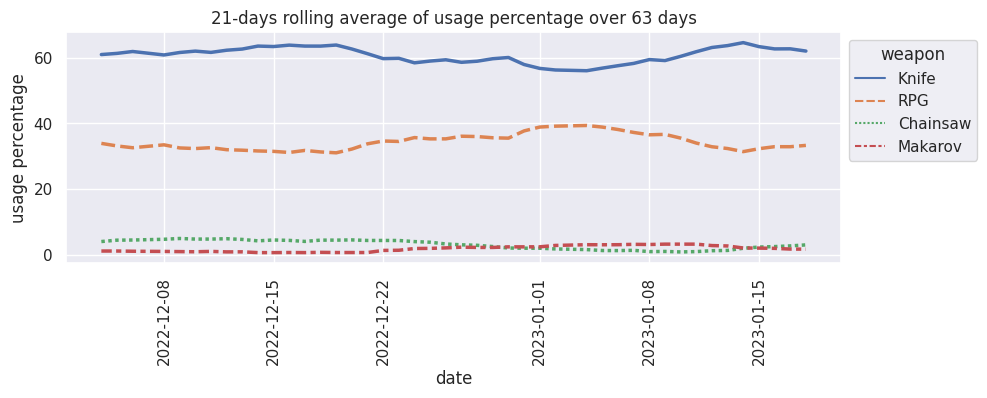 21-days rolling average of usage percentage over 63 days
usage percentage
60
40
20
0
2022-12-08
2022-12-15
2022-12-22
2023-01-01
2023-01-08
2023-01-15
date
weapon
Knife
RPG
Chainsaw
Makarov